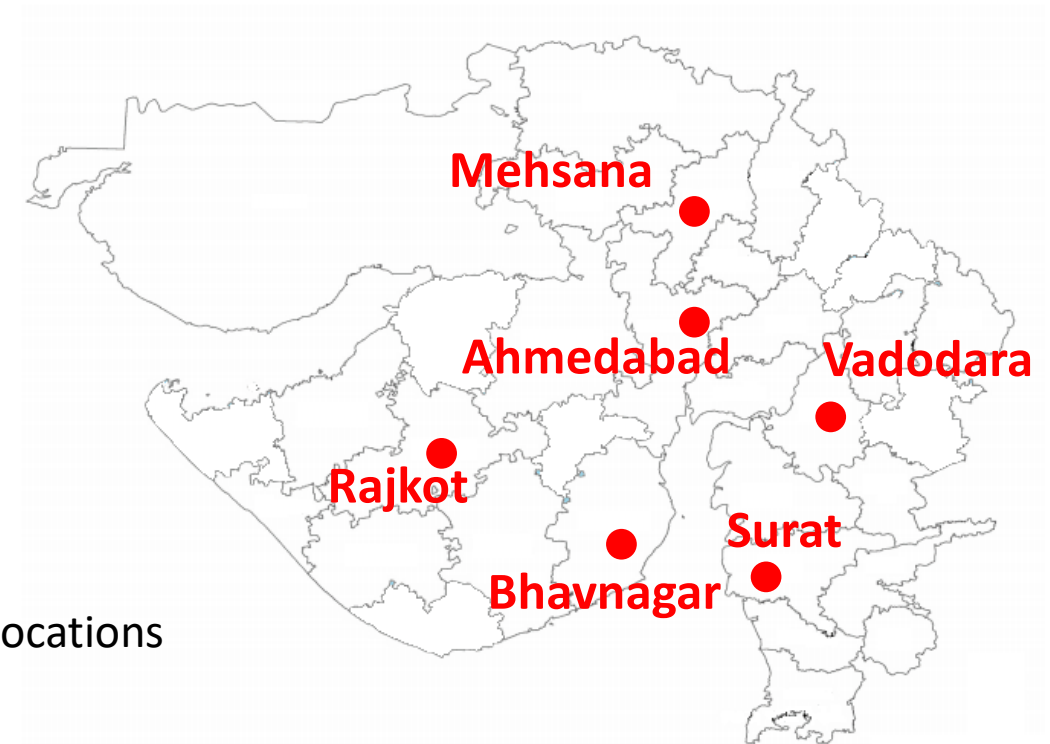 Mehsana
Ahmedabad
Vadodara
Rajkot
Surat
Bhavnagar
ocations